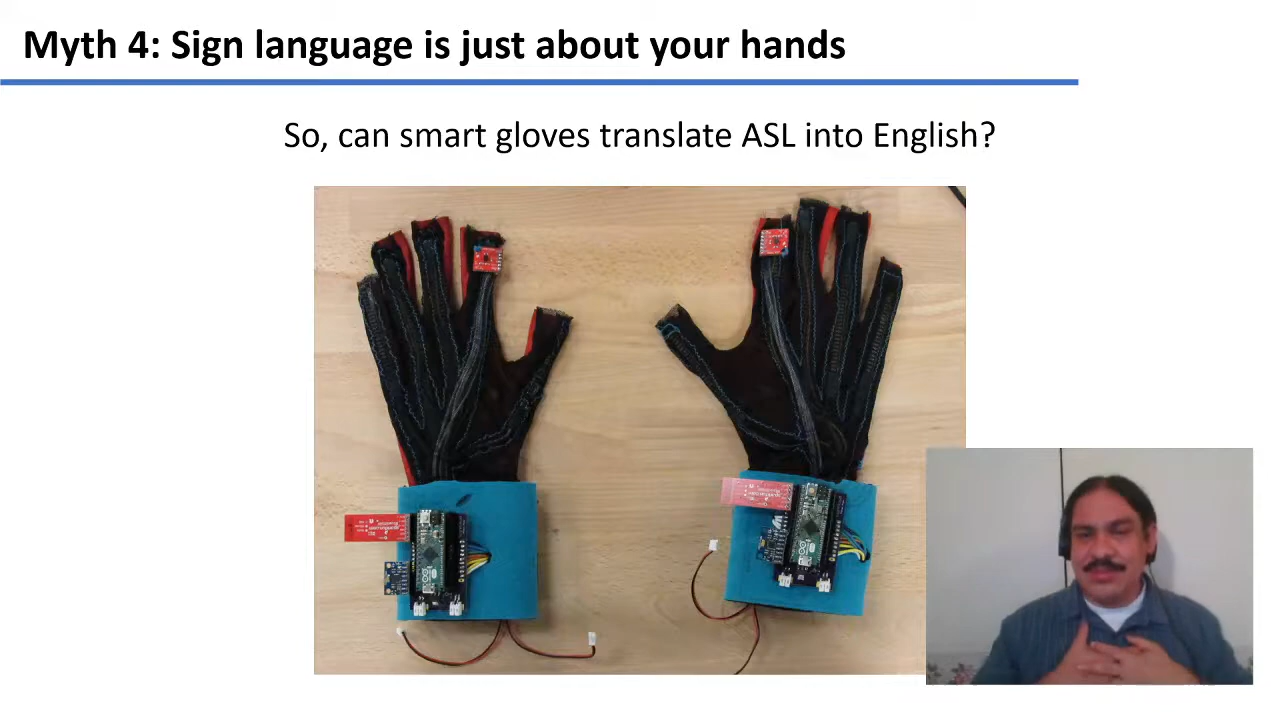 Myth 4: Sign language is just about your hands
So, can smart gloves translate ASL into English?